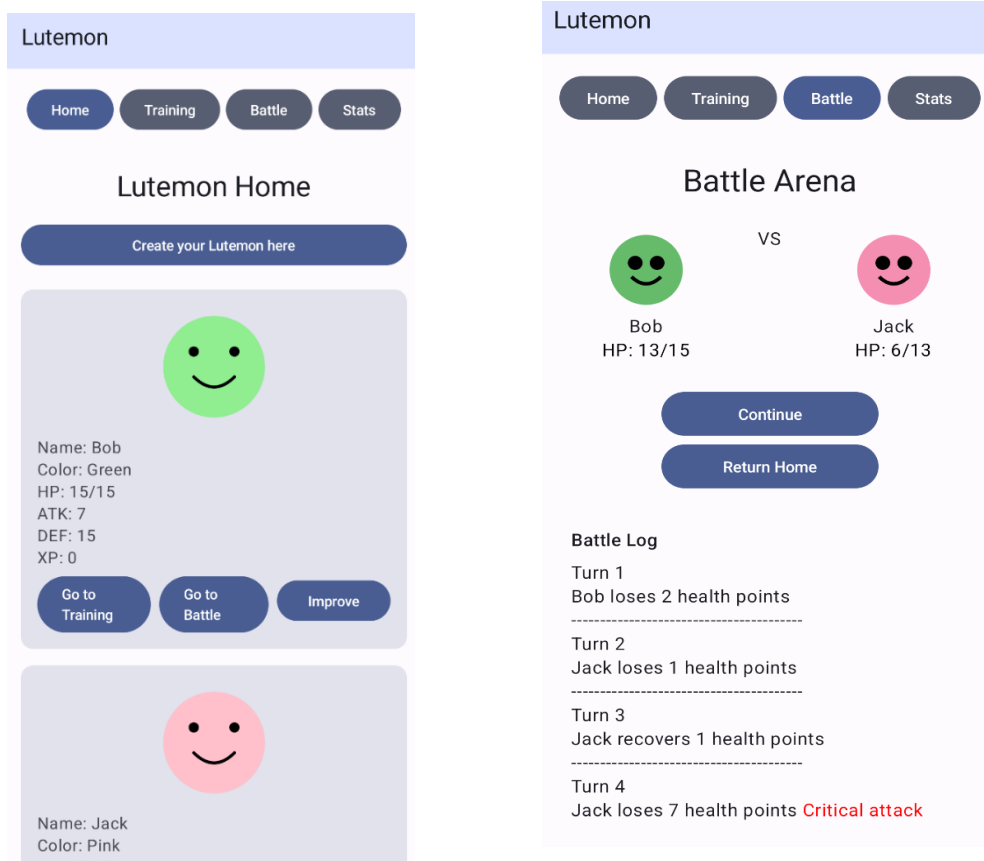 Lutemon
Home Training Battle Stats
Lutemon Home
Create your Lutemon here
Name: Bob
Color: Green
HP: 15/15
ATK: 7
DEF: 15
XP: 0
Go to
Training
Go to
Battle
Improve
Name: Jack
Color: Pink
Lutemon
Home Training Battle Stats
Battle Arena
VS
Bob
HP: 13/15
Jack
HP: 6/13
Continue
Return Home
Battle Log
Turn 1
Bob loses 2 health points
----------------------------------------
Turn 2
Jack loses 1 health points
----------------------------------------
Turn 3
Jack recovers 1 health points
----------------------------------------
Turn 4
Jack loses 7 health points Critical attack